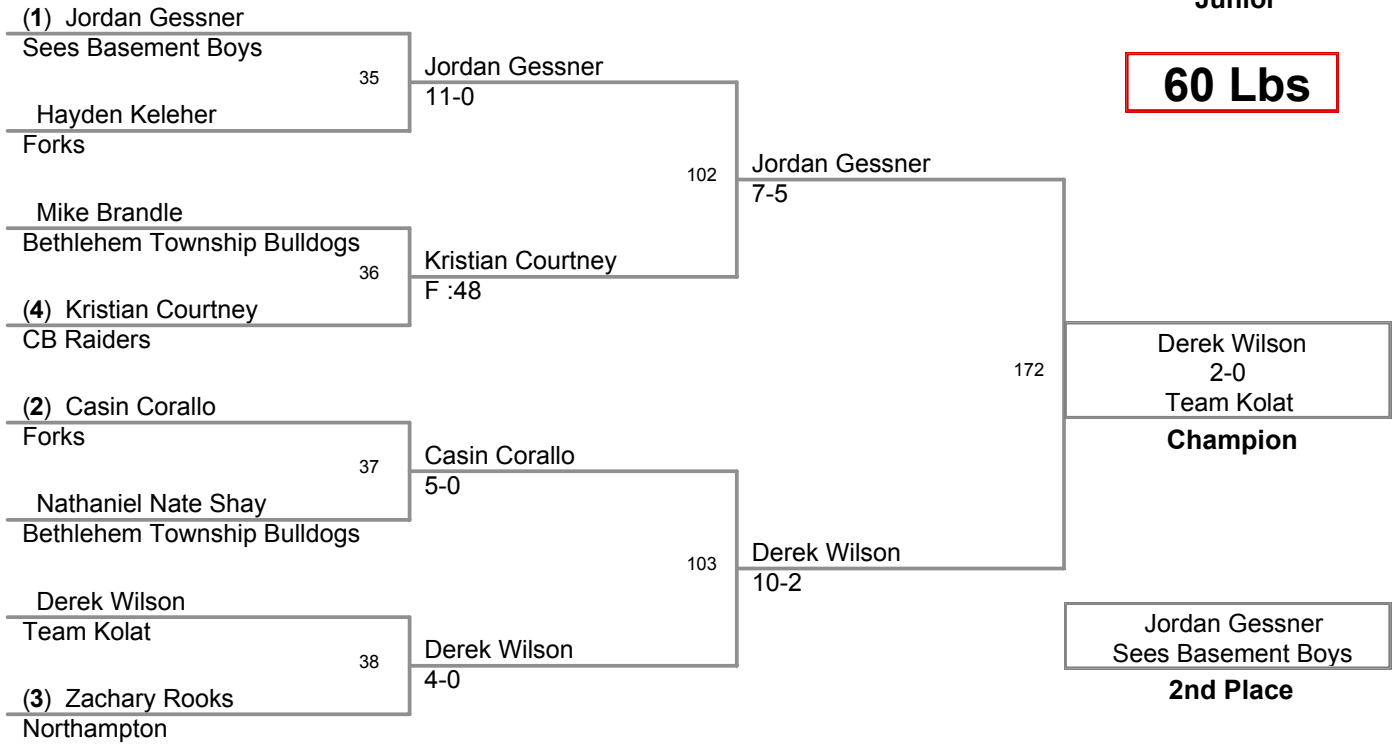 Junior
60 Lbs
(1) Jordan Gessner
Sees Basement Boys
35
Hayden Keleher
Forks
Jordan Gessner
11-0
Mike Brandle
Bethlehem Township Bulldogs
36
(4) Kristian Courtney
CB Raiders
Kristian Courtney
F :48
102
Jordan Gessner
7-5
(2) Casin Corallo
Forks
37
Nathaniel Nate Shay
Bethlehem Township Bulldogs
Casin Corallo
5-0
Derek Wilson
Team Kolat
38
(3) Zachary Rooks
Northampton
Derek Wilson
4-0
103
Derek Wilson
10-2
172
Derek Wilson
2-0
Team Kolat
Champion
Jordan Gessner
Sees Basement Boys
2nd Place